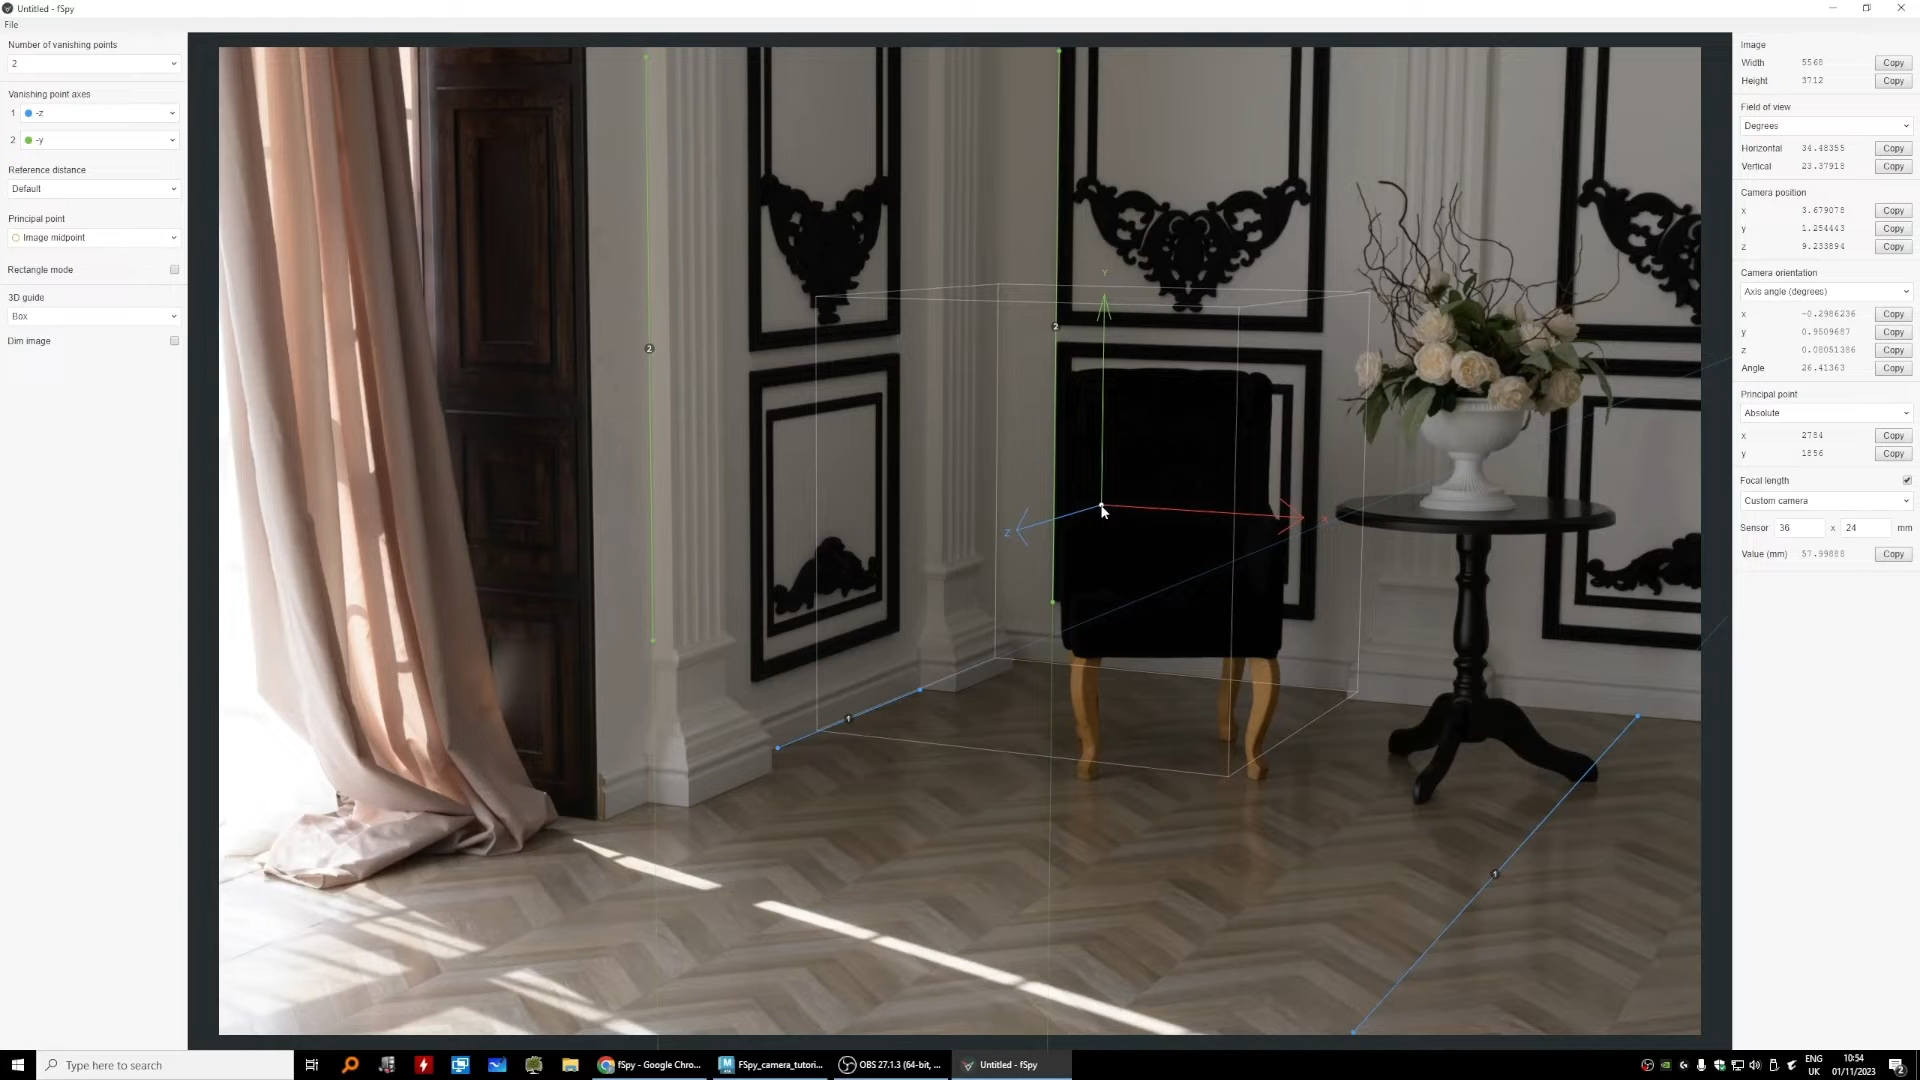 Untitled - fSpy
File
Number of vanishing points
2
Vanishing point axes
1 -z
2 -y
Reference distance
Default
Principal point
Image midpoint
Rectangle mode
3D guide
Box
Dim image
2
2
1
1
Y
X
Z
Image
Width 5568 Copy
Height 3712 Copy
Field of view
Degrees
Horizontal 34.48355 Copy
Vertical 23.37918 Copy
Camera position
x 3.679078 Copy
y 1.254443 Copy
z 9.233894 Copy
Camera orientation
Axis angle (degrees)
x -0.2986236 Copy
y 0.9509687 Copy
z 0.08051386 Copy
Angle 26.41363 Copy
Principal point
Absolute
x 2784 Copy
y 1856 Copy
Focal length
Custom camera
Sensor 36 x 24 mm
Value (mm) 57.99888 Copy
Type here to search
fSpy - Google Chro...
FSpy_camera_tutori...
OBS 27.1.3 (64-bit, ...
Untitled - fSpy
ENG
UK
10:54
01/11/2023
2